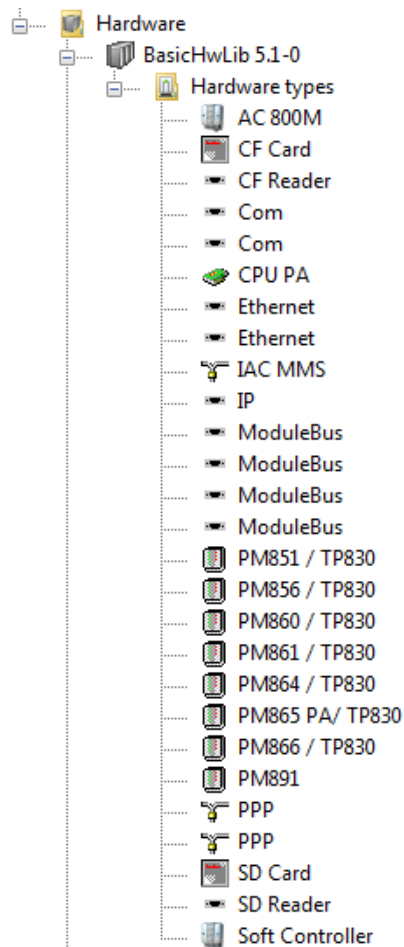 Hardware
BasicHwLib 5.1-0
Hardware types
AC 800M
CF Card
CF Reader
Com
Com
CPU PA
Ethernet
Ethernet
IAC MMS
IP
ModuleBus
ModuleBus
ModuleBus
ModuleBus
PM851 / TP830
PM856 / TP830
PM860 / TP830
PM861 / TP830
PM864 / TP830
PM865 PA/ TP830
PM866 / TP830
PM891
PPP
PPP
SD Card
SD Reader
Soft Controller